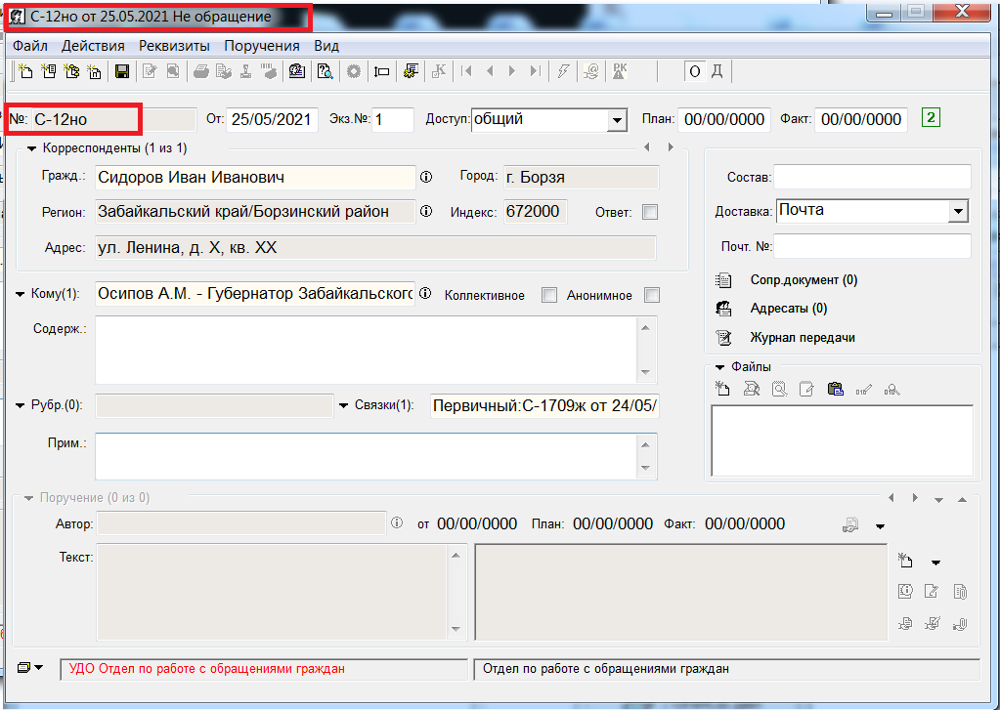 С-12но от 25.05.2021 Не обращение
Файл Действия Реквизиты Поручения Вид
О Д
№: С-12но От: 25/05/2021 Экз.№: 1 Доступ: общий План: 00/00/0000 Факт: 00/00/0000 2
Корреспонденты (1 из 1)
Гражд.: Сидоров Иван Иванович Город: г. Борзя
Регион: Забайкальский край/Борзинский район Индекс: 672000 Ответ:
Адрес: ул. Ленина, д. Х, кв. ХХ
Состав:
Доставка: Почта
Почт. №:
Сопр.документ (0)
Адресаты (0)
Журнал передачи
Кому(1): Осипов А.М. - Губернатор Забайкальского Коллективное Анонимное
Содерж.:
Файлы
Рубр.(0): Связки(1): Первичный:С-1709ж от 24/05/
Прим.:
Поручение (0 из 0)
Автор: от 00/00/0000 План: 00/00/0000 Факт: 00/00/0000
Текст:
УДО Отдел по работе с обращениями граждан Отдел по работе с обращениями граждан